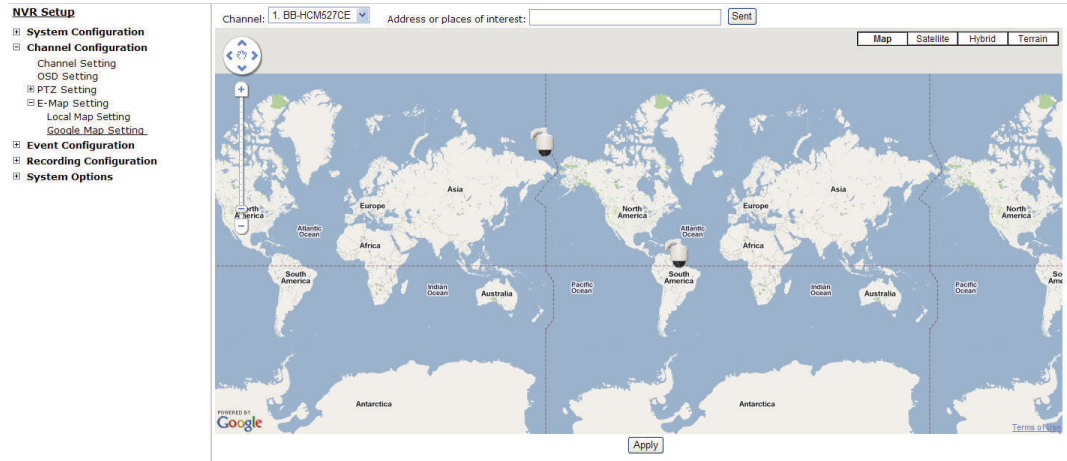 NVR Setup
System Configuration
Channel Configuration
Channel Setting
OSD Setting
PTZ Setting
E-Map Setting
Local Map Setting
Google Map Setting
Event Configuration
Recording Configuration
System Options
Channel: 1. BB-HCM527CE Address or places of interest: Sent
Map Satellite Hybrid Terrain
Asia
Asia
Europe
Europe
North
America
North
America
Atlantic
Ocean
Atlantic
Ocean
Africa
Africa
South
America
South
America
Indian
Ocean
Australia
Pacific
Ocean
Indian
Ocean
Australia
Pacific
Ocean
Antarctica
Antarctica
POWERED BY
Google
Terms of Use
Apply